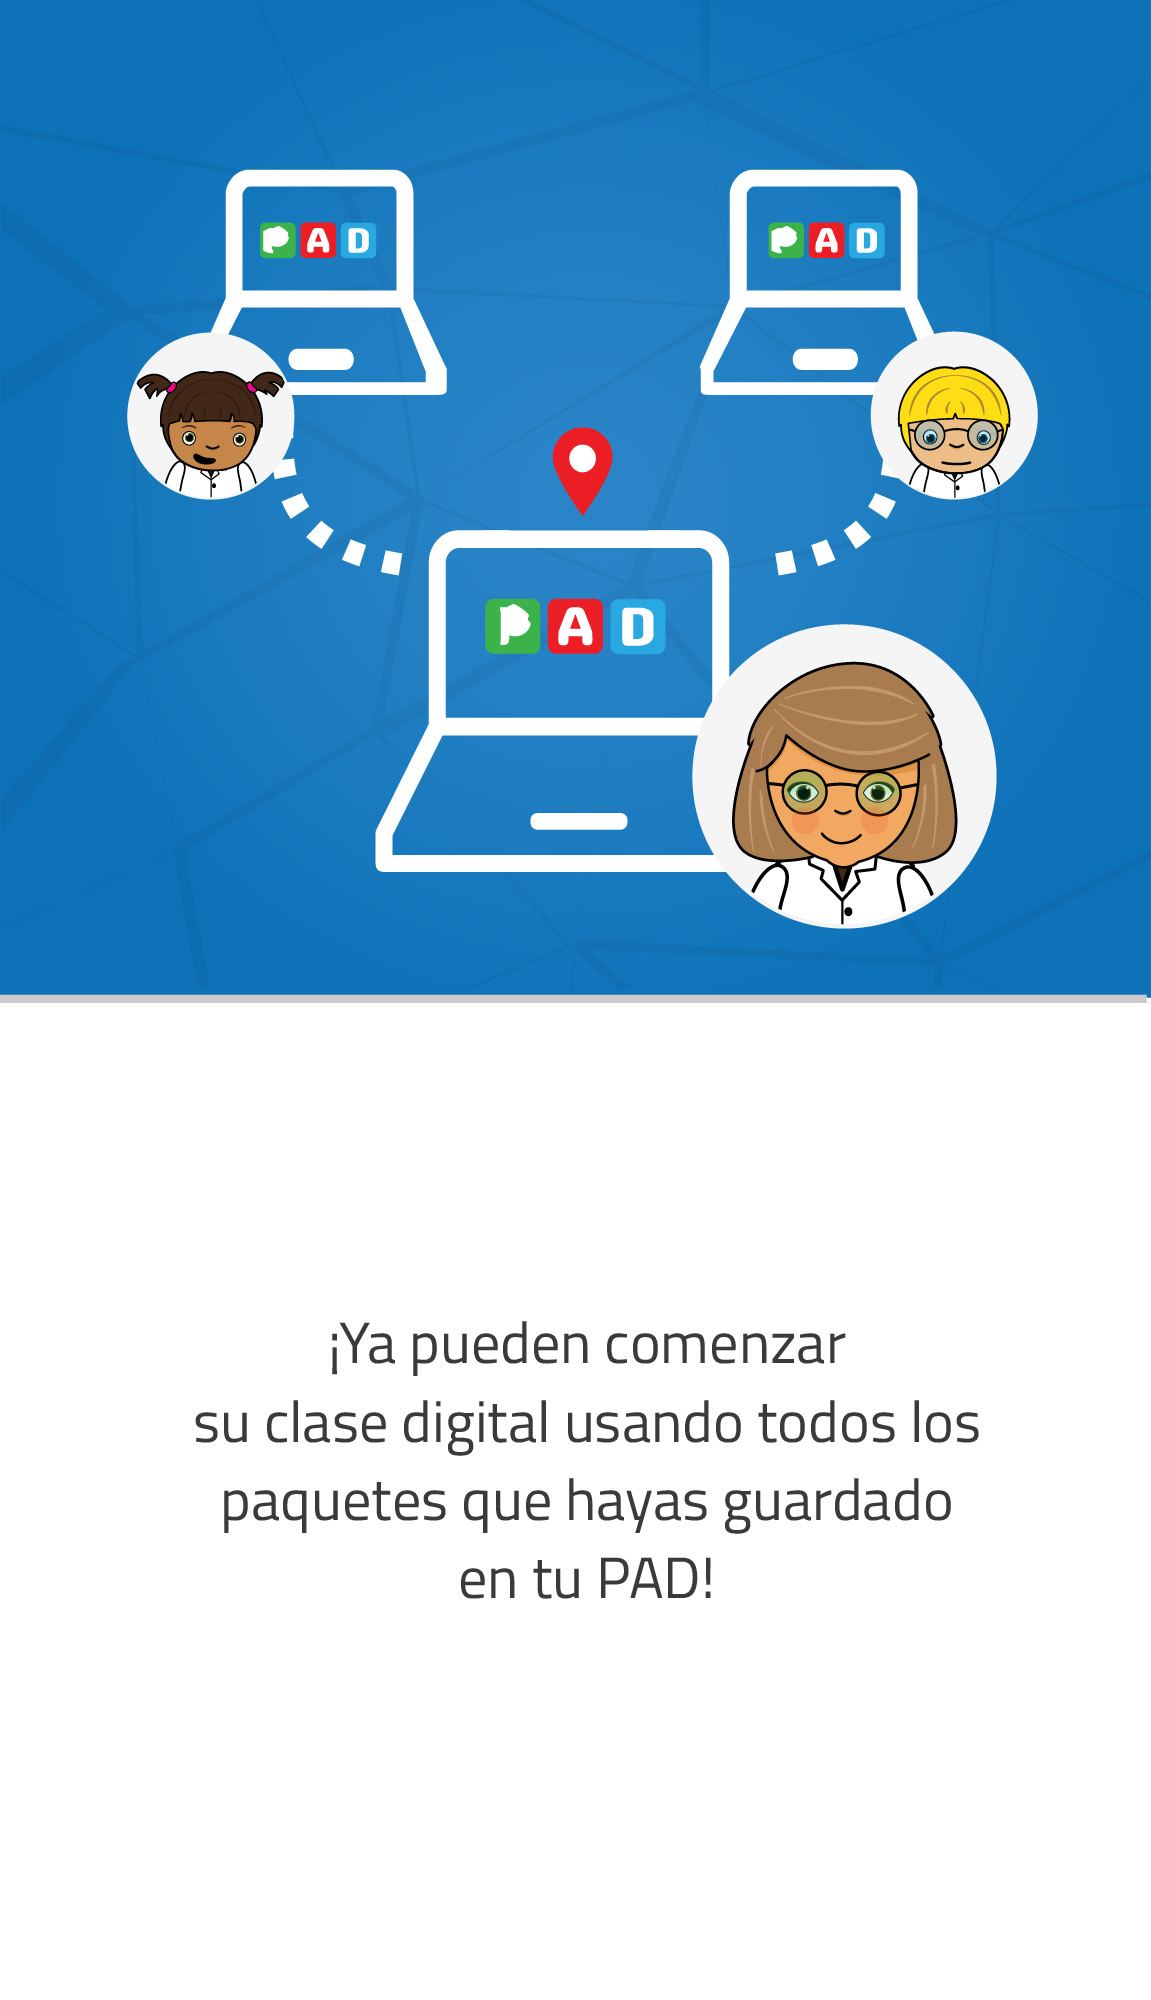 PAD
PAD
PAD
¡Ya pueden comenzar
su clase digital usando todos los
paquetes que hayas guardado
en tu PAD!